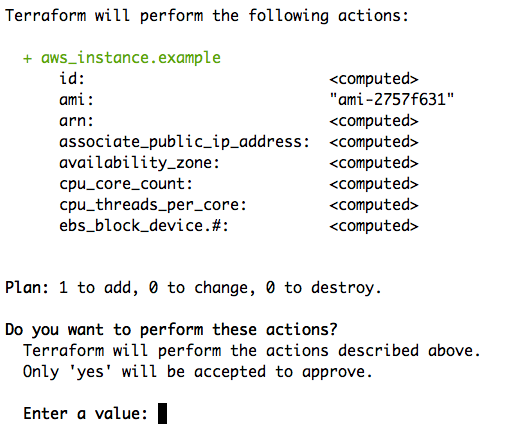 Terraform will perform the following actions:
+ aws_instance.example
id: <computed>
ami: "ami-2757f631"
arn: <computed>
associate_public_ip_address: <computed>
availability_zone: <computed>
cpu_core_count: <computed>
cpu_threads_per_core: <computed>
ebs_block_device.#: <computed>
Plan: 1 to add, 0 to change, 0 to destroy.
Do you want to perform these actions?
Terraform will perform the actions described above.
Only 'yes' will be accepted to approve.
Enter a value: